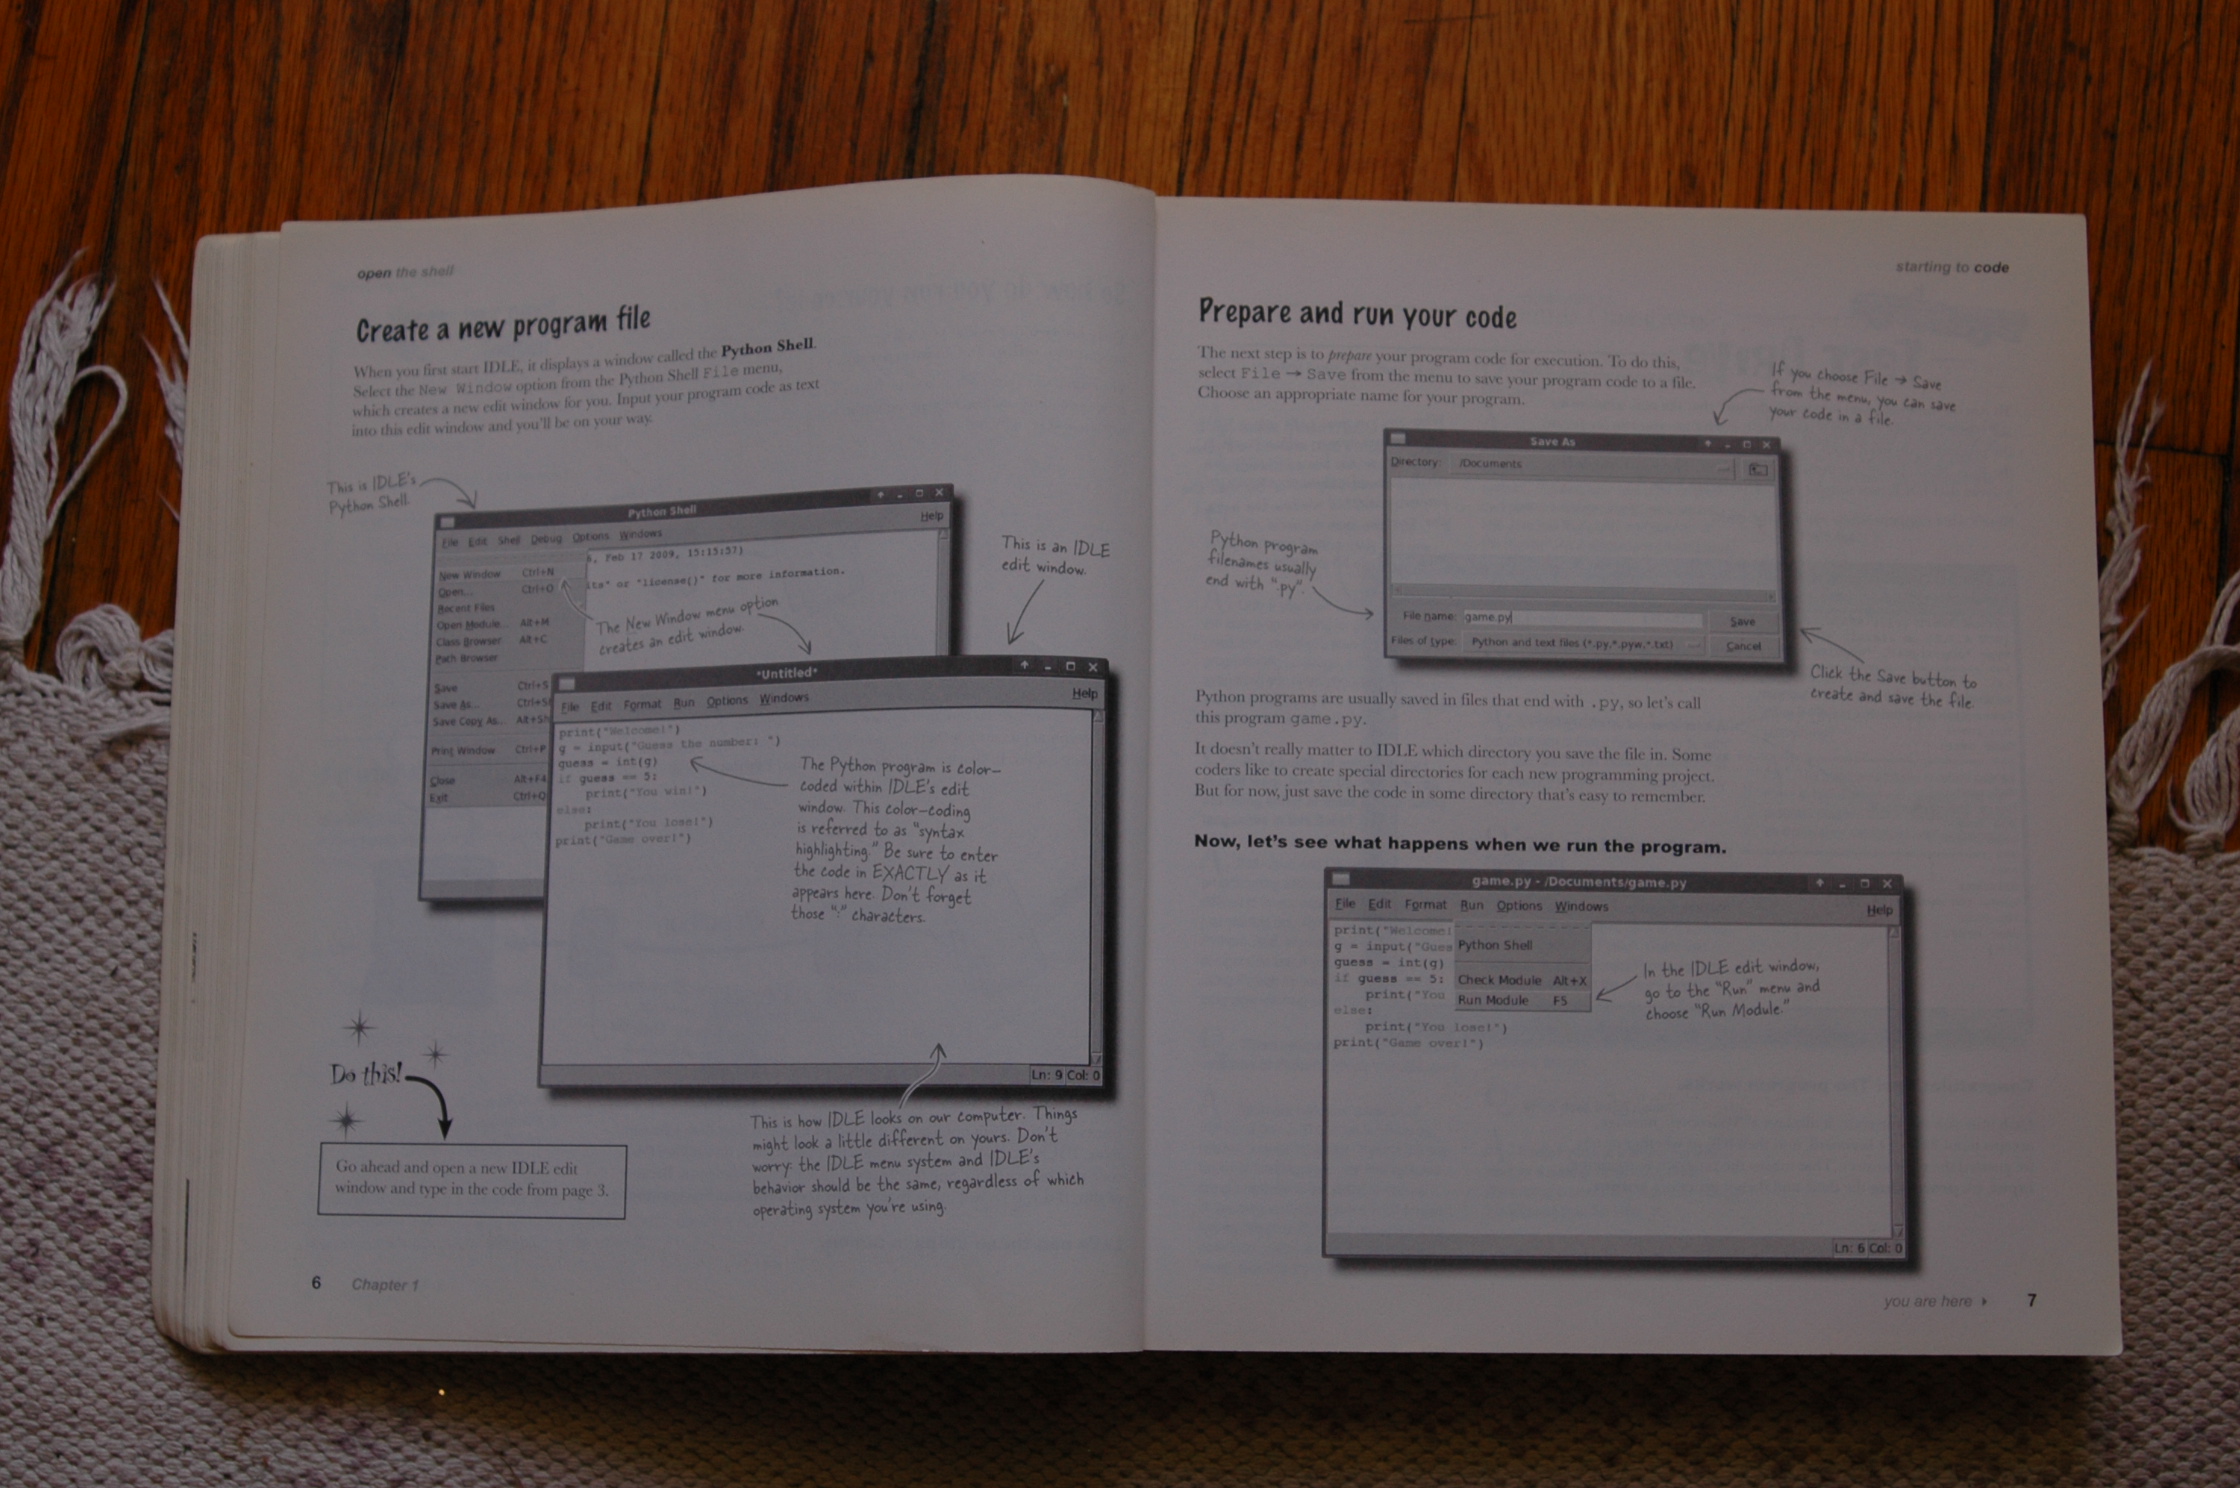 open the shell
Create a new program file
When you first start IDLE, it displays a window called the Python Shell.
Select the New Window option from the Python Shell File menu,
which creates a new edit window for you. Input your program code as text
into this edit window and you'll be on your way.
This is IDLE's
Python Shell.
This is an IDLE
edit window.
Python Shell
File Edit Shell Debug Options Windows Help
New Window Ctrl+N
Open... Ctrl+O
Recent Files
Open Module... Alt+M
Class Browser Alt+C
Path Browser
Save Ctrl+S
Save As... Ctrl+S
Save Copy As... Alt+Sh
Print Window Ctrl+P
Close Alt+F4
Exit Ctrl+Q
, Feb 17 2009, 15:15:57)
its" or "license()" for more information.
The New Window menu option
creates an edit window.
*Untitled*
File Edit Format Run Options Windows Help
print("Welcome!")
g = input("Guess the number: ")
guess = int(g)
if guess == 5:
    print("You win!")
else:
    print("You lose!")
print("Game over!")
The Python program is color-
coded within IDLE's edit
window. This color-coding
is referred to as "syntax
highlighting." Be sure to enter
the code in EXACTLY as it
appears here. Don't forget
those ":" characters.
Ln: 9 Col: 0
This is how IDLE looks on our computer. Things
might look a little different on yours. Don't
worry: the IDLE menu system and IDLE's
behavior should be the same, regardless of which
operating system you're using.
Do this!
Go ahead and open a new IDLE edit
window and type in the code from page 3.
6 Chapter 1
starting to code
Prepare and run your code
The next step is to prepare your program code for execution. To do this,
select File → Save from the menu to save your program code to a file.
Choose an appropriate name for your program.
If you choose File → Save
from the menu, you can save
your code in a file.
Save As
Directory: /Documents
File name: game.py
Save
Files of type: Python and text files (*.py,*.pyw,*.txt)
Cancel
Python program
filenames usually
end with ".py".
Click the Save button to
create and save the file.
Python programs are usually saved in files that end with .py, so let's call
this program game.py.
It doesn't really matter to IDLE which directory you save the file in. Some
coders like to create special directories for each new programming project.
But for now, just save the code in some directory that's easy to remember.
Now, let's see what happens when we run the program.
game.py - /Documents/game.py
File Edit Format Run Options Windows Help
print("Welcome!
g = input("Gues
guess = int(g)
if guess == 5:
    print("You
else:
    print("You lose!")
print("Game over!")
Python Shell
Check Module Alt+X
Run Module F5
In the IDLE edit window,
go to the "Run" menu and
choose "Run Module."
Ln: 6 Col: 0
you are here ▸ 7